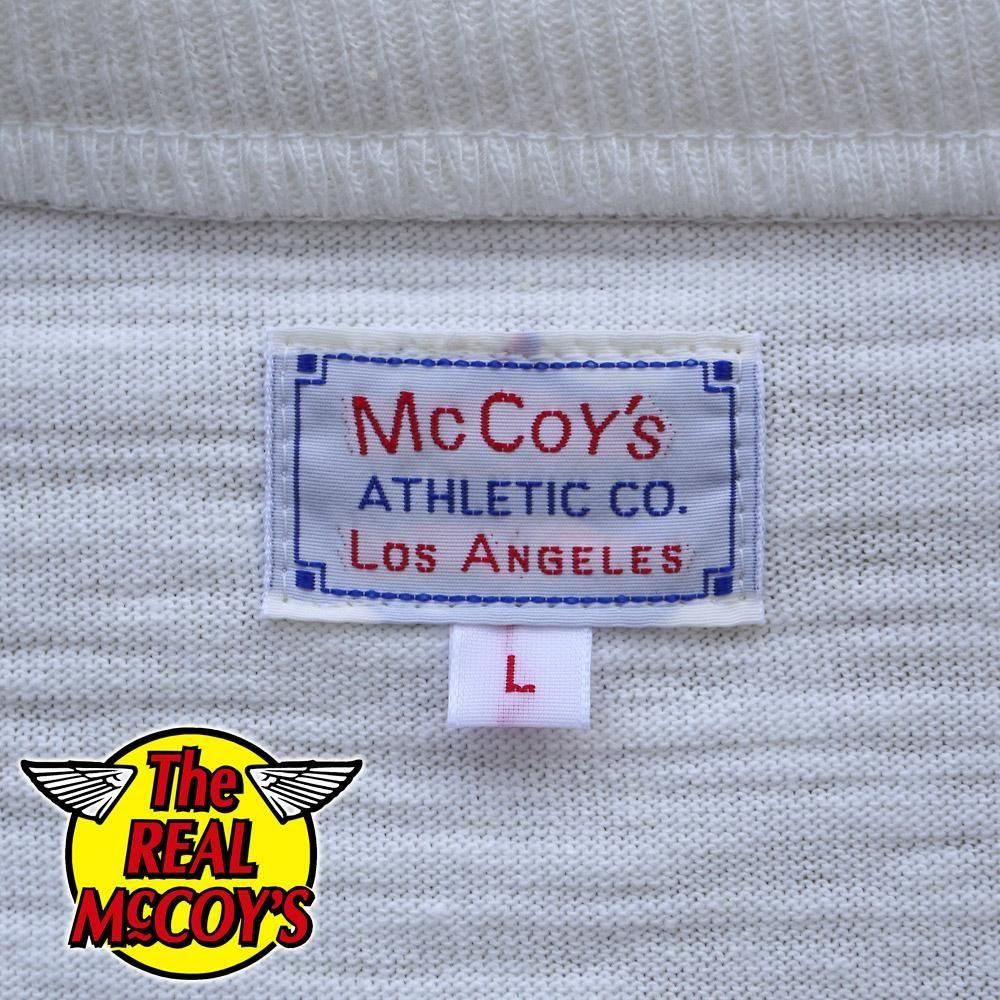 McCoy's
ATHLETIC CO.
Los Angeles
L
The
REAL
McCOY'S